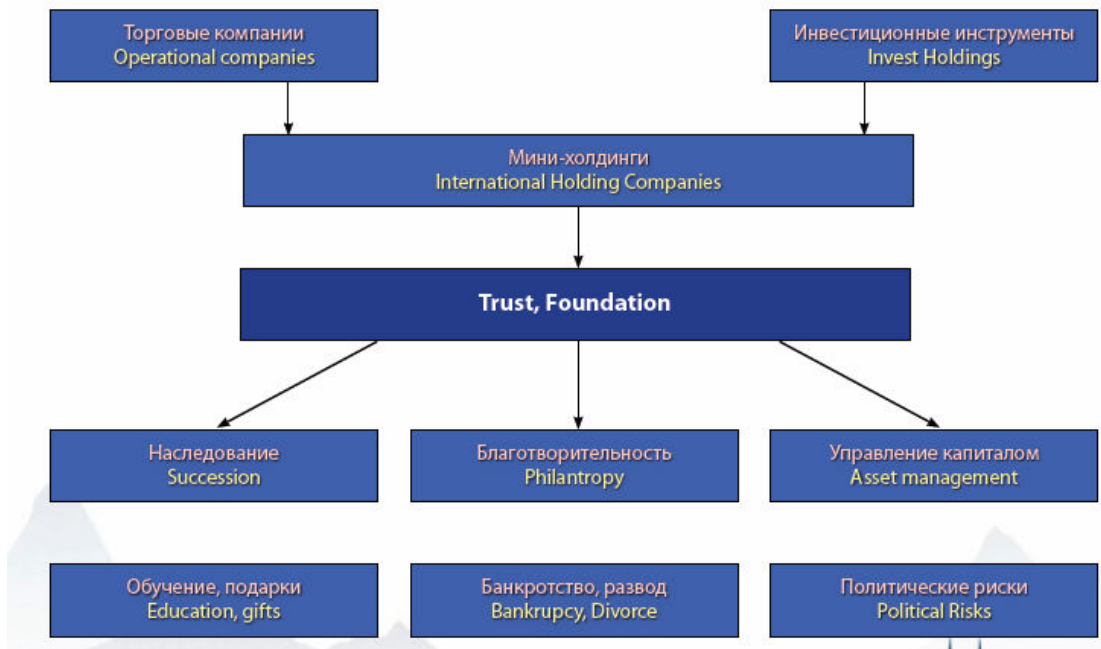 Торговые компании
Operational companies
Инвестиционные инструменты
Invest Holdings
Мини-холдинги
International Holding Companies
Trust, Foundation
Наследование
Succession
Благотворительность
Philantropy
Управление капиталом
Asset management
Обучение, подарки
Education, gifts
Банкротство, развод
Bankrupcy, Divorce
Политические риски
Political Risks